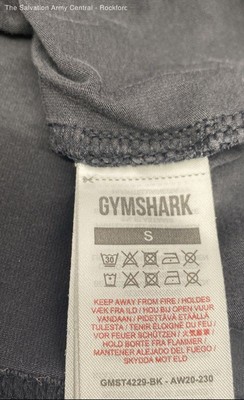 The Salvation Army Central - Rockford
GYMSHARK
S
30
KEEP AWAY FROM FIRE / HOLDES
VÆK FRA ILD / HOU BIJ OPEN VUUR
VANDAAN / PIDETTÄVÄ ETÄÄLLÄ
TULESTA / TENIR ÉLOIGNÉ DU FEU /
VOR FEUER SCHÜTZEN / 火気厳禁 /
HOLD BORTE FRA FLAMMER /
MANTENER ALEJADO DEL FUEGO /
SKYDDA MOT ELD
GMST4229-BK - AW20-230